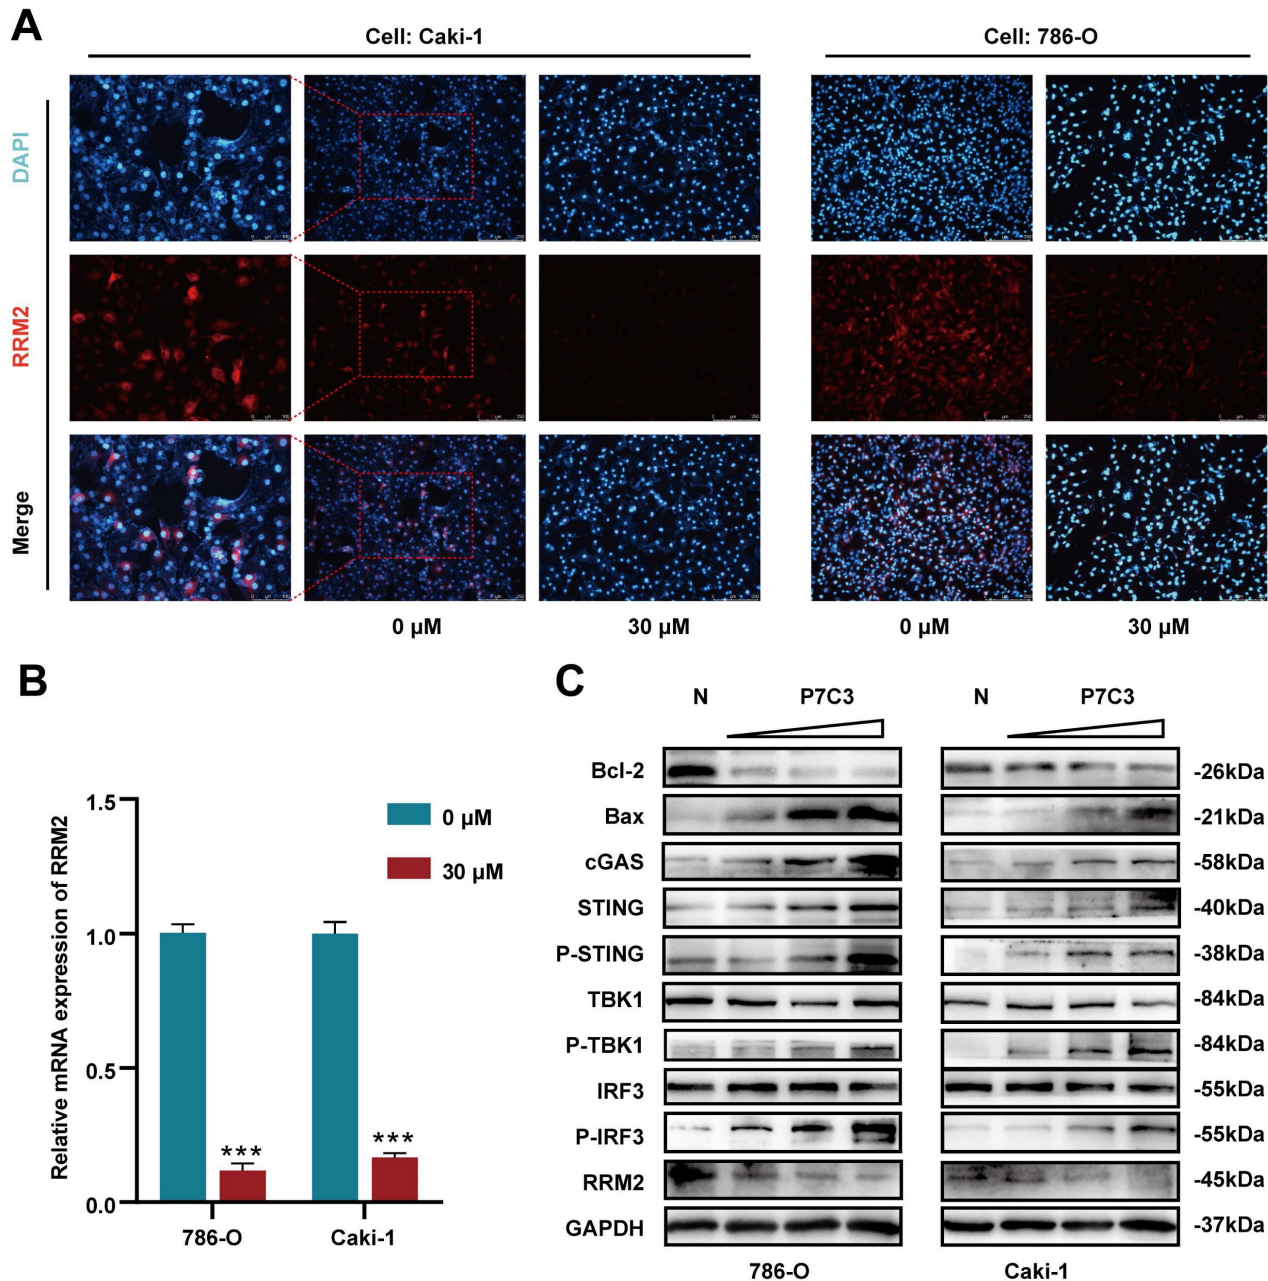 A
Cell: Caki-1
Cell: 786-O
DAPI
RRM2
Merge
0 µM
30 µM
0 µM
30 µM
B
Relative mRNA expression of RRM2
1.5
1.0
0.5
0.0
0 µM
30 µM
***
***
786-O
Caki-1
C
N
P7C3
N
P7C3
Bcl-2
-26kDa
Bax
-21kDa
cGAS
-58kDa
STING
-40kDa
P-STING
-38kDa
TBK1
-84kDa
P-TBK1
-84kDa
IRF3
-55kDa
P-IRF3
-55kDa
RRM2
-45kDa
GAPDH
-37kDa
786-O
Caki-1